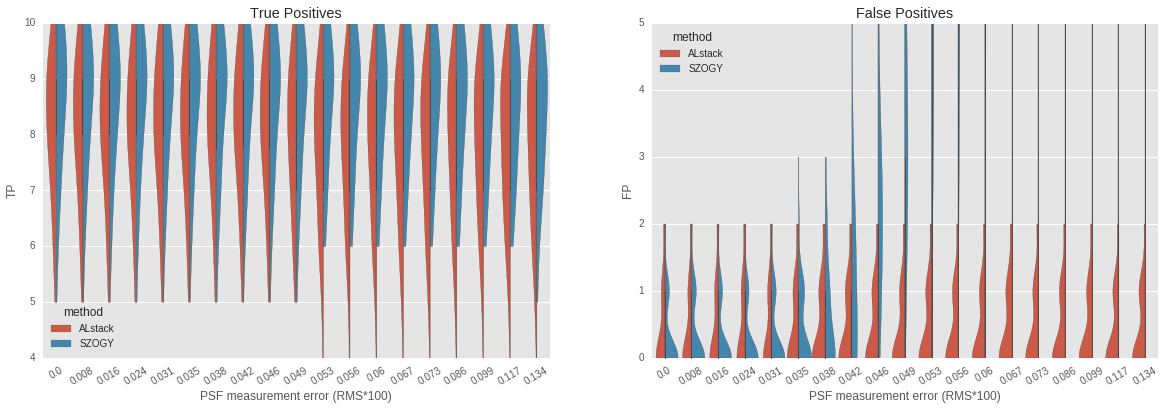 True Positives
10
9
8
7
6
5
4
TP
method
ALstack
SZOGY
0.0 0.008 0.016 0.024 0.031 0.035 0.038 0.042 0.046 0.049 0.053 0.056 0.06 0.067 0.073 0.086 0.099 0.117 0.134
PSF measurement error (RMS*100)
False Positives
5
4
3
2
1
0
FP
method
ALstack
SZOGY
0.0 0.008 0.016 0.024 0.031 0.035 0.038 0.042 0.046 0.049 0.053 0.056 0.06 0.067 0.073 0.086 0.099 0.117 0.134
PSF measurement error (RMS*100)